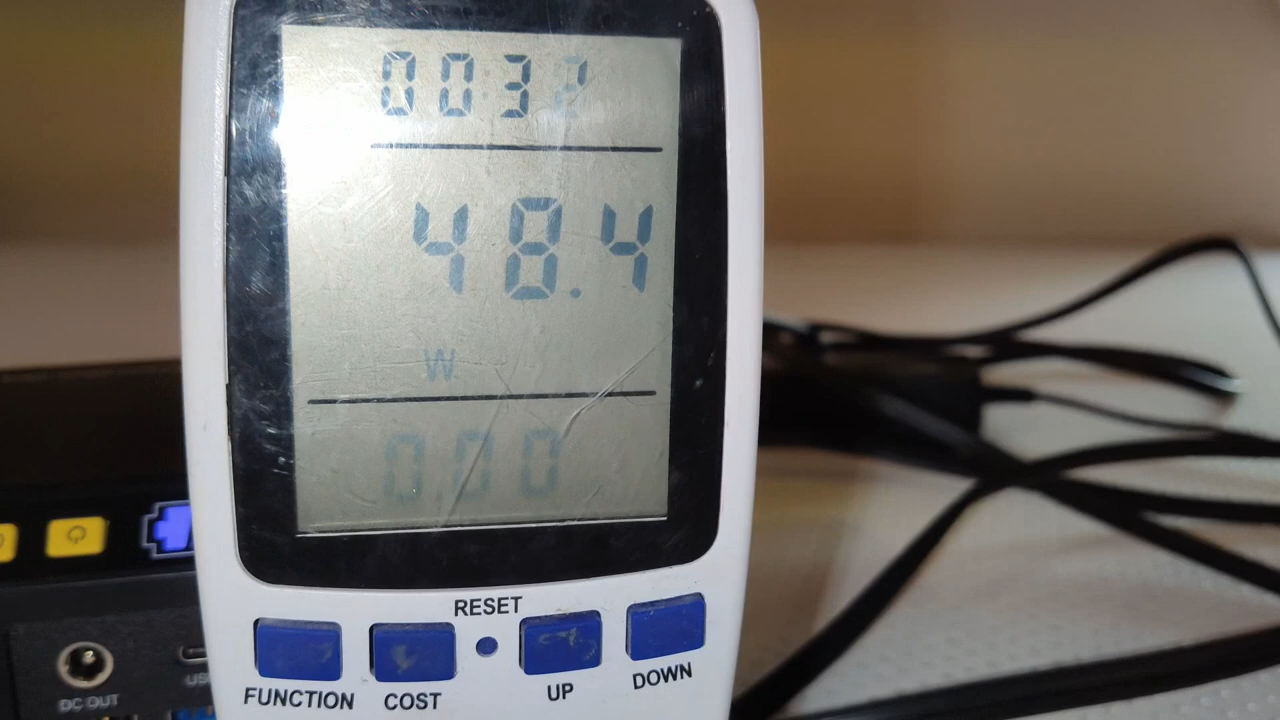 0032
48.4
W
0.00
RESET
FUNCTION
COST
UP
DOWN
DC OUT